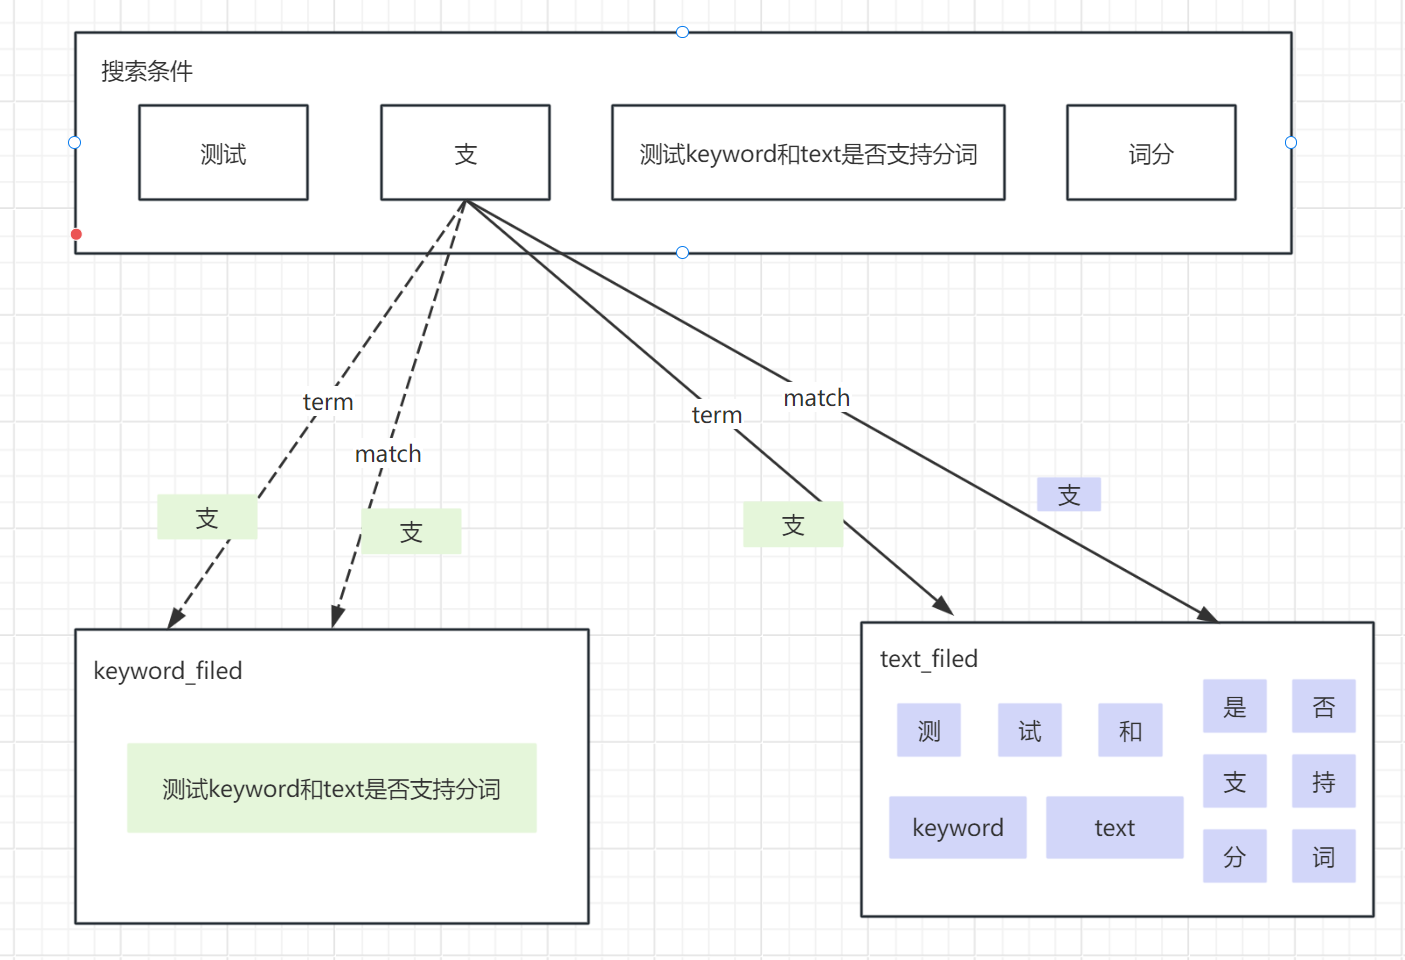 搜索条件
测试
支
测试keyword和text是否支持分词
词分
term
match
term
match
支
支
支
支
keyword_filed
测试keyword和text是否支持分词
text_filed
测
试
和
是
否
支
持
keyword
text
分
词